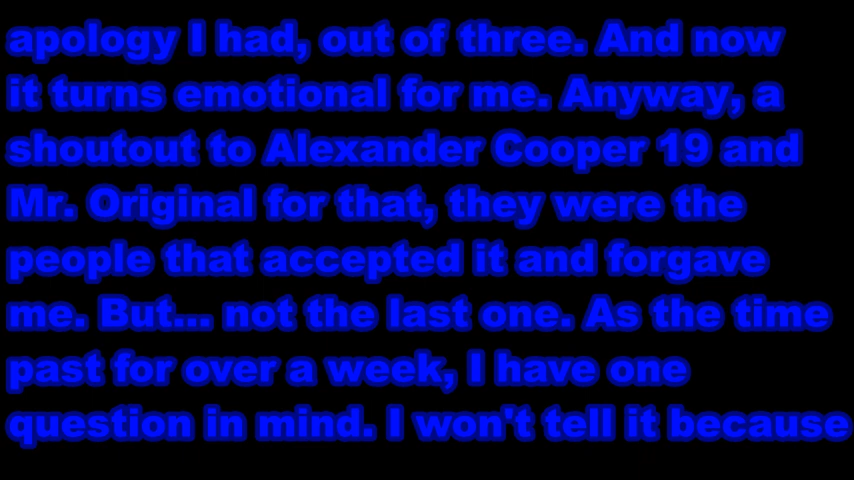 apology I had, out of three. And now
it turns emotional for me. Anyway, a
shoutout to Alexander Cooper 19 and
Mr. Original for that, they were the
people that accepted it and forgave
me. But... not the last one. As the time
past for over a week, I have one
question in mind. I won't tell it because